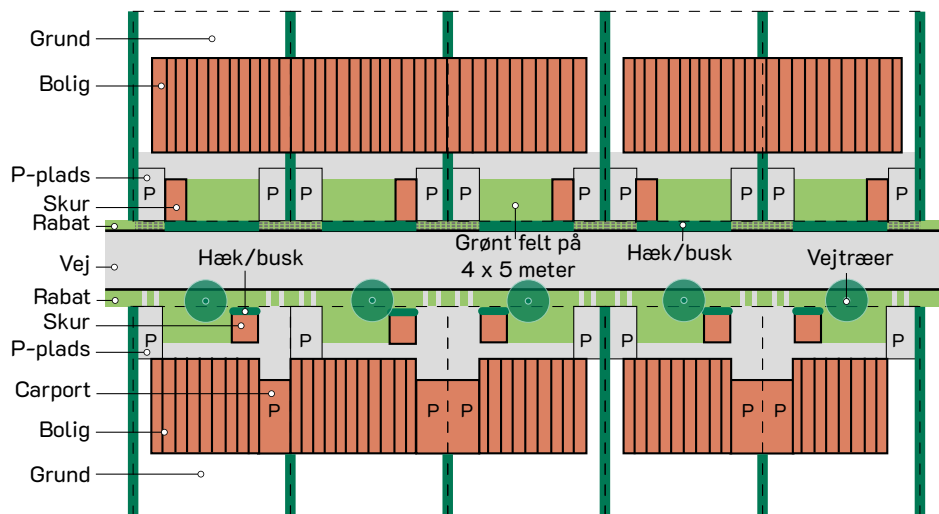 Grund
Bolig
P-plads
P P P P P P P P P P
Skur
Rabat
Vej
Hæk/busk
Grønt felt på
4 x 5 meter
Hæk/busk
Vejtræer
Rabat
Skur
P-plads
P P P P P P
Carport
P P P P P
Bolig
Grund